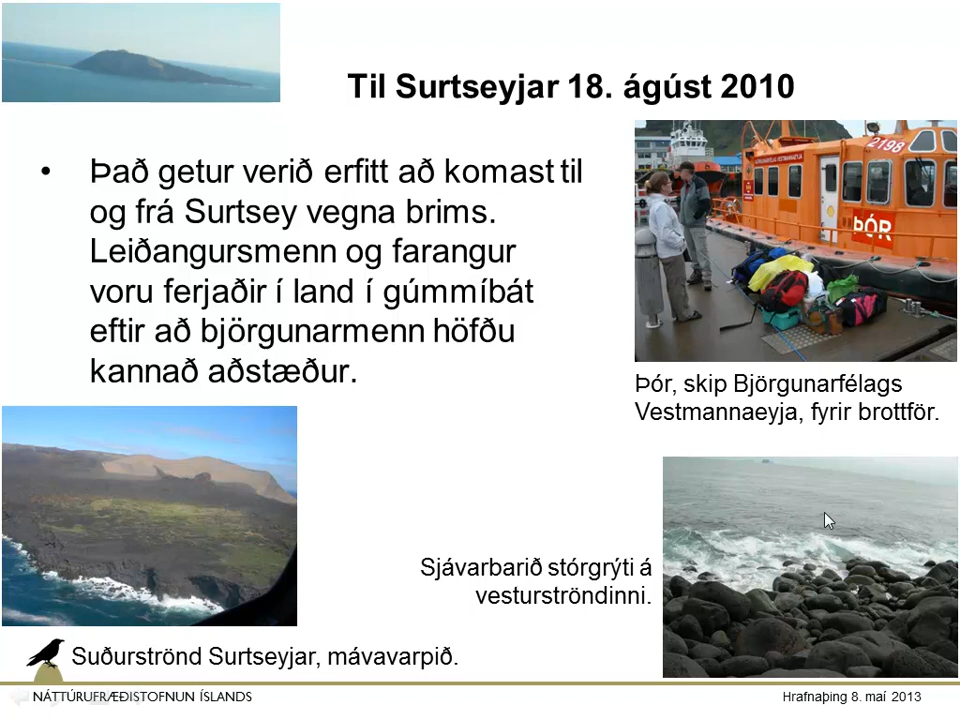 Til Surtseyjar 18. ágúst 2010
• Það getur verið erfitt að komast til
og frá Surtsey vegna brims.
Leiðangursmenn og farangur
voru ferjaðir í land í gúmmíbát
eftir að björgunarmenn höfðu
kannað aðstæður.
2198
BJÖRGUNARFÉLAG VESTMANNAEYJA
ÞÓR
Þór, skip Björgunarfélags
Vestmannaeyja, fyrir brottför.
Sjávarbarið stórgrýti á
vesturströndinni.
Suðurströnd Surtseyjar, mávavarpið.
NÁTTÚRUFRÆÐISTOFNUN ÍSLANDS
Hrafnaþing 8. maí 2013